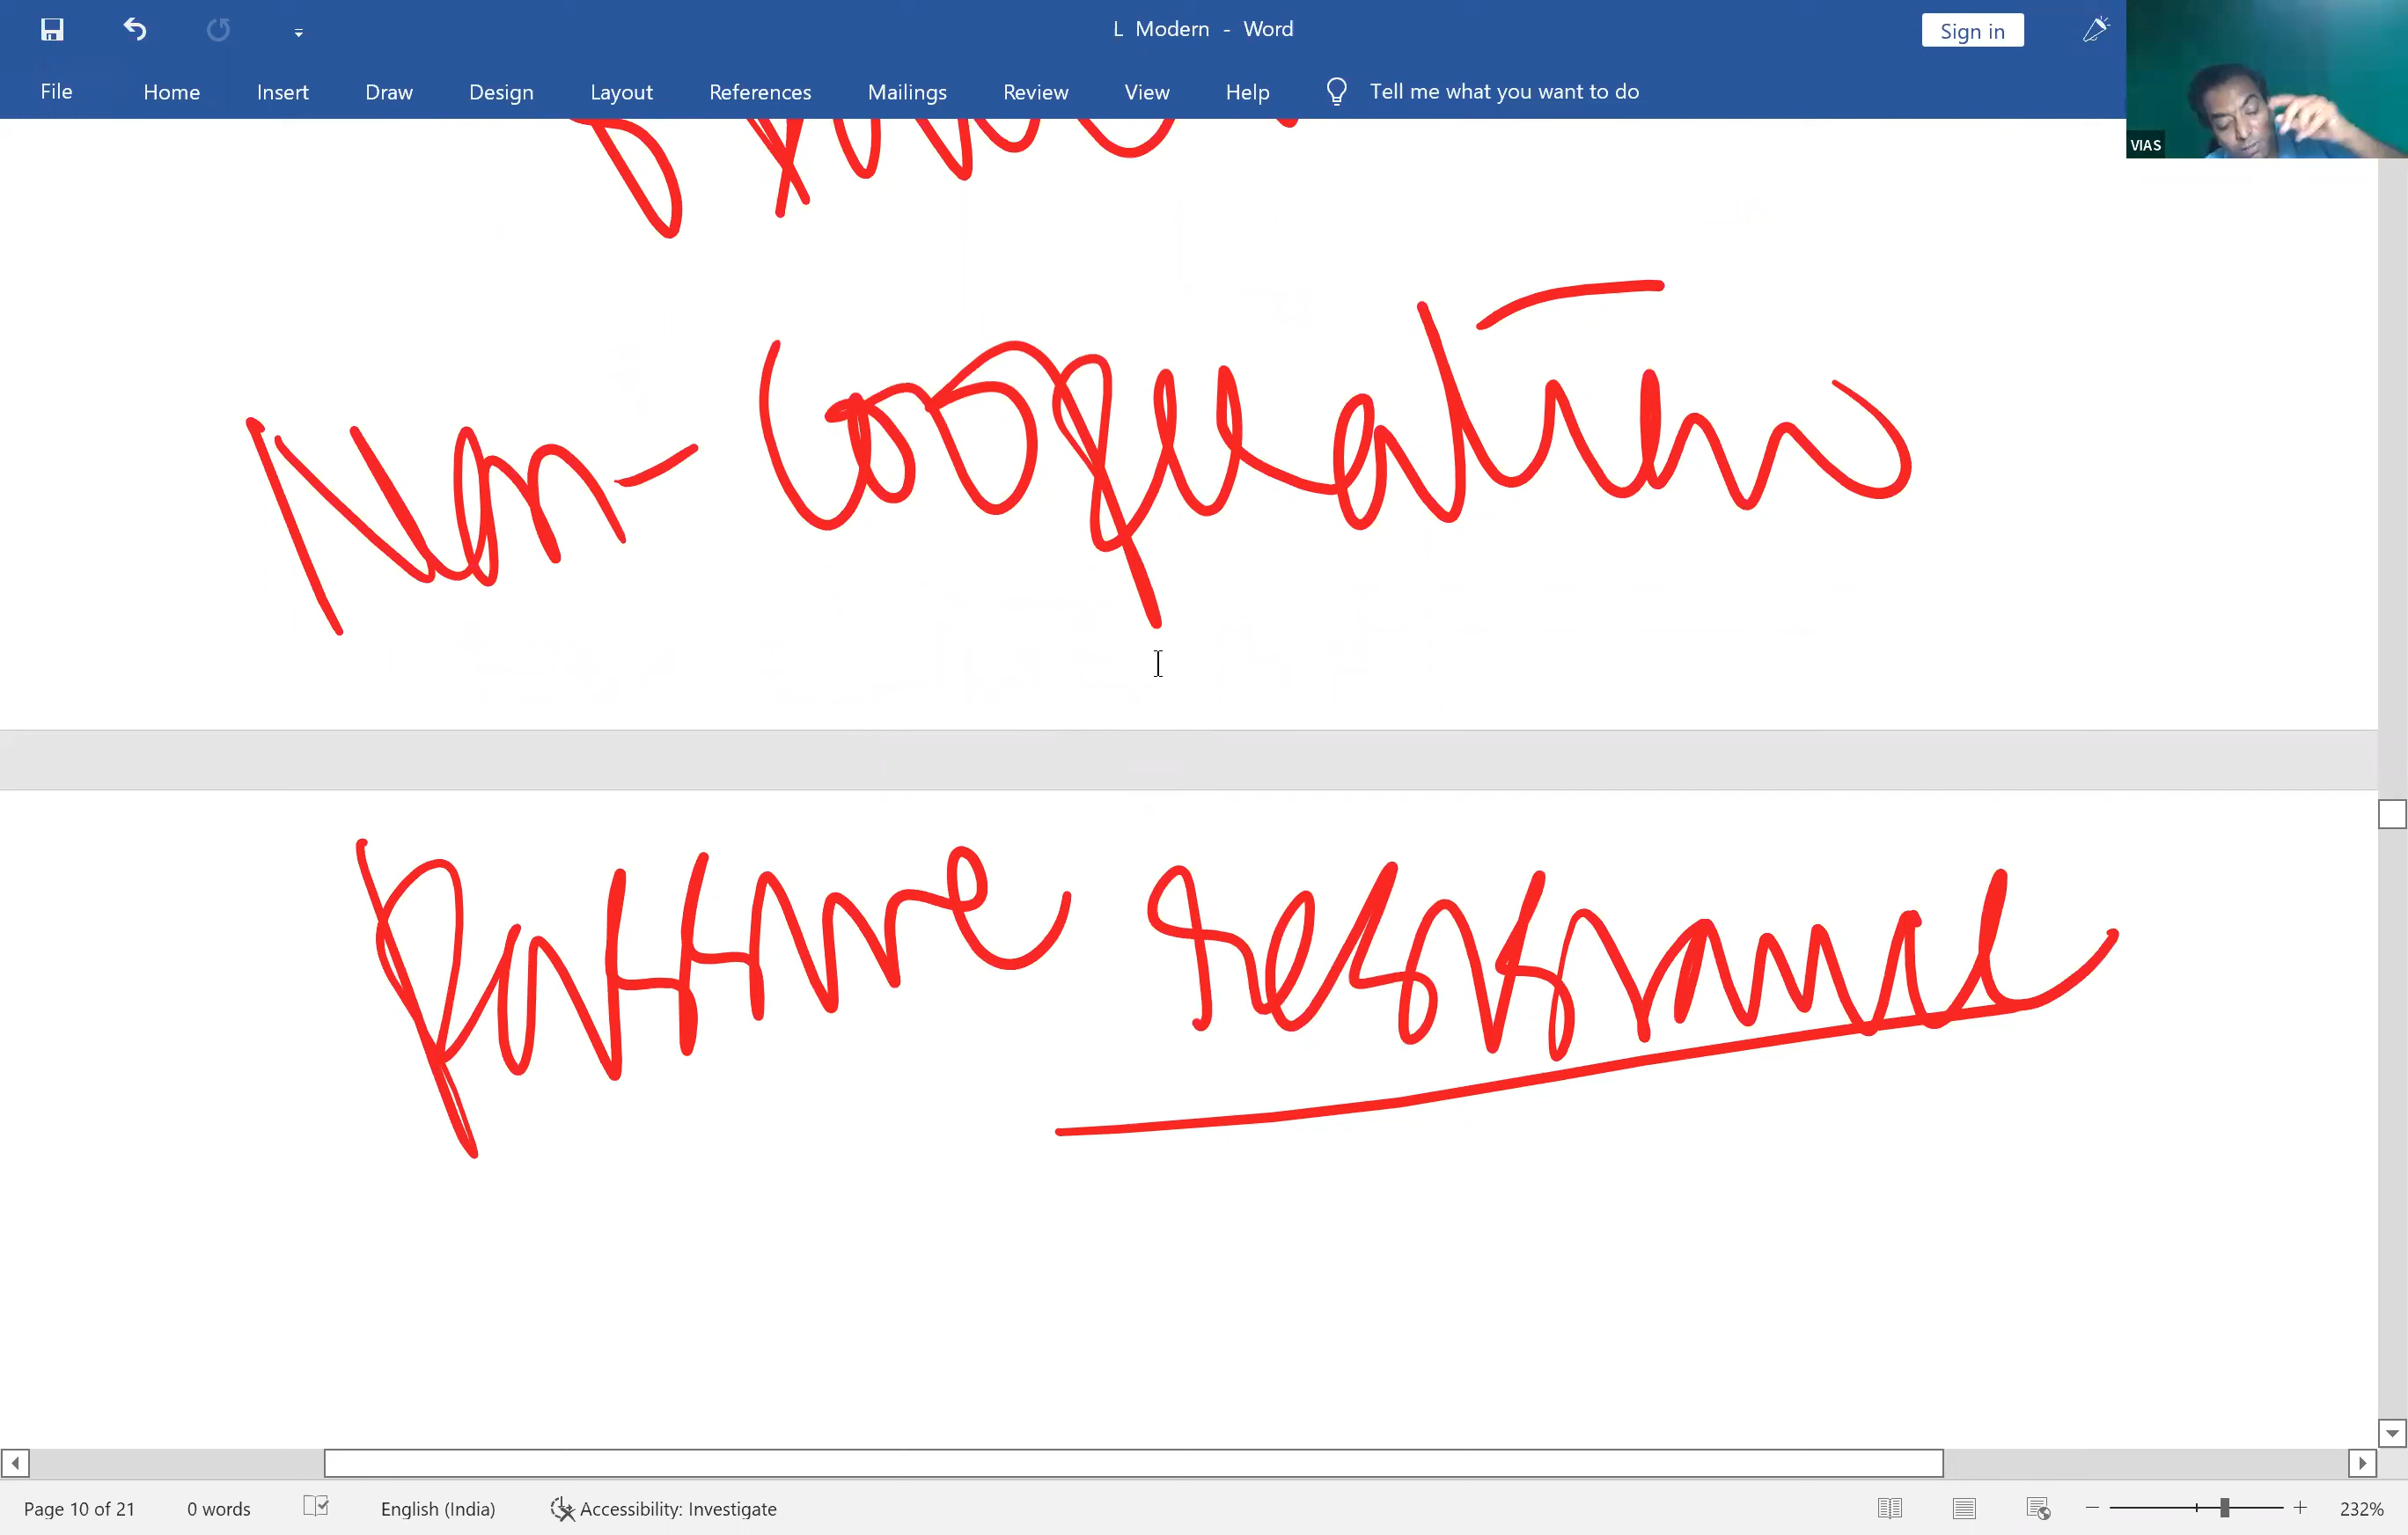 L Modern - Word
Sign in
File Home Insert Draw Design Layout References Mailings Review View Help Tell me what you want to do
VIAS
Non-Cooperation
Passive resistance
Page 10 of 21 0 words English (India) Accessibility: Investigate 232%